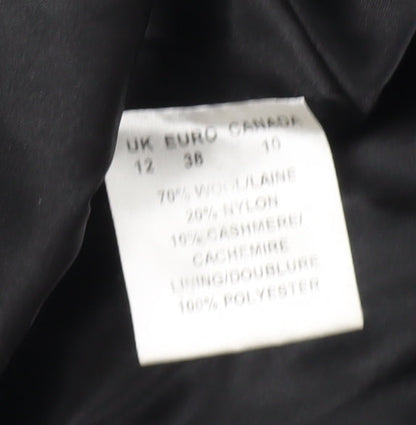 UK EURO CANADA
12 38 10
70% WOOL/LAINE
20% NYLON
10% CASHMERE/
CACHEMIRE
LINING/DOUBLURE
100% POLYESTER